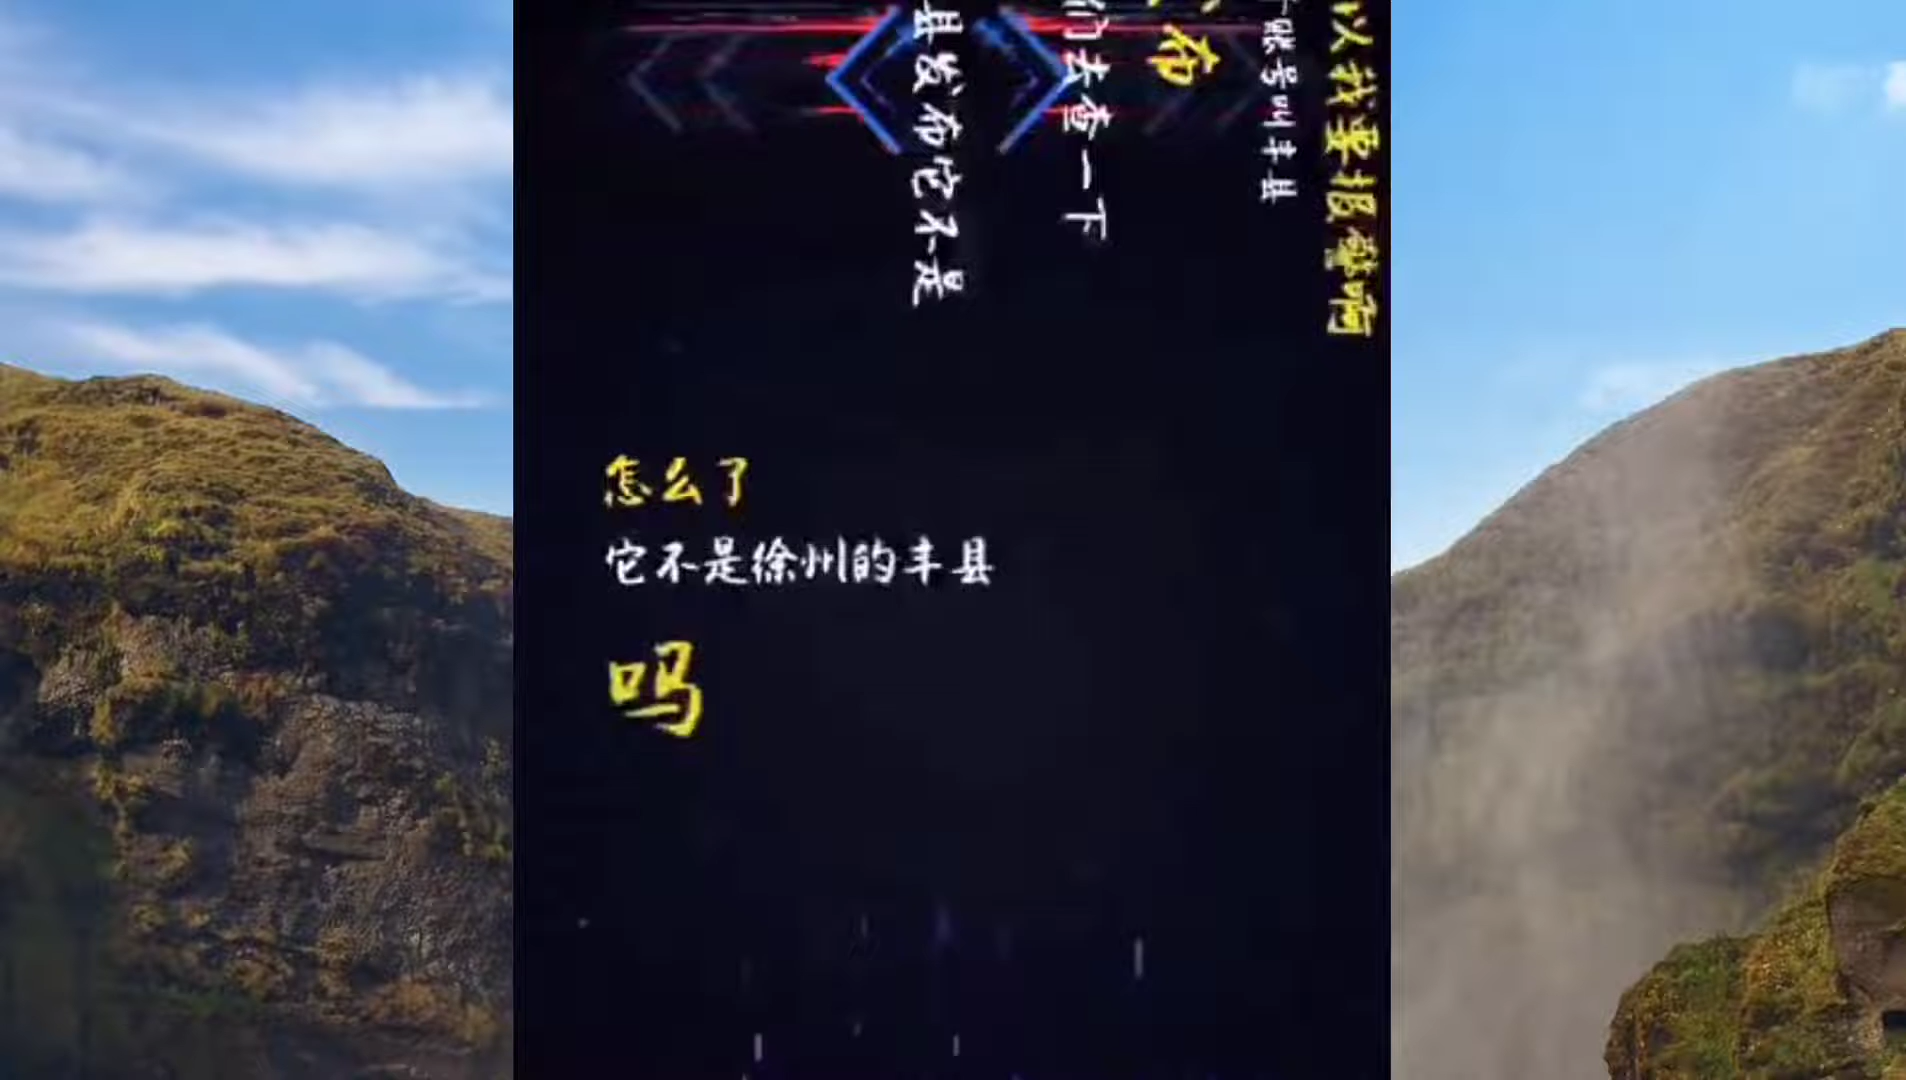 以我要报警啊
账号叫丰县
布
们去查一下
县发布它不是
怎么了
它不是徐州的丰县
吗